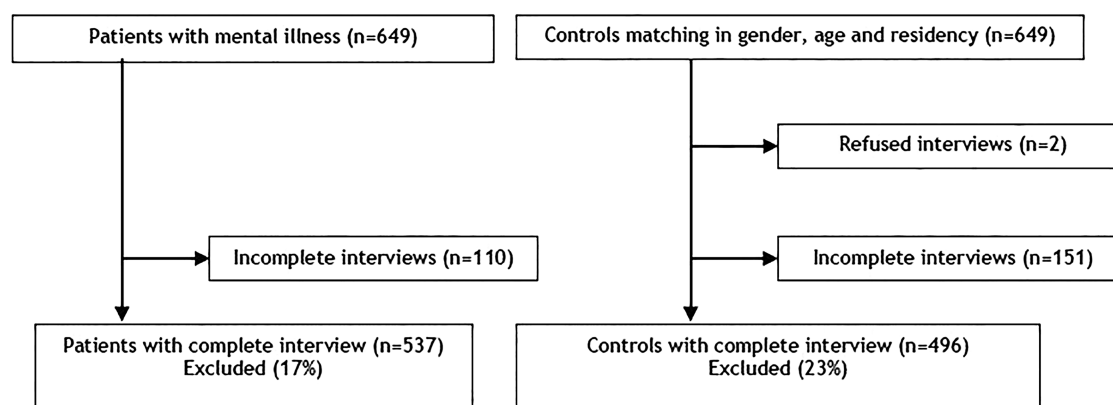 Patients with mental illness (n=649)
Controls matching in gender, age and residency (n=649)
Refused interviews (n=2)
Incomplete interviews (n=110)
Incomplete interviews (n=151)
Patients with complete interview (n=537)
Excluded (17%)
Controls with complete interview (n=496)
Excluded (23%)